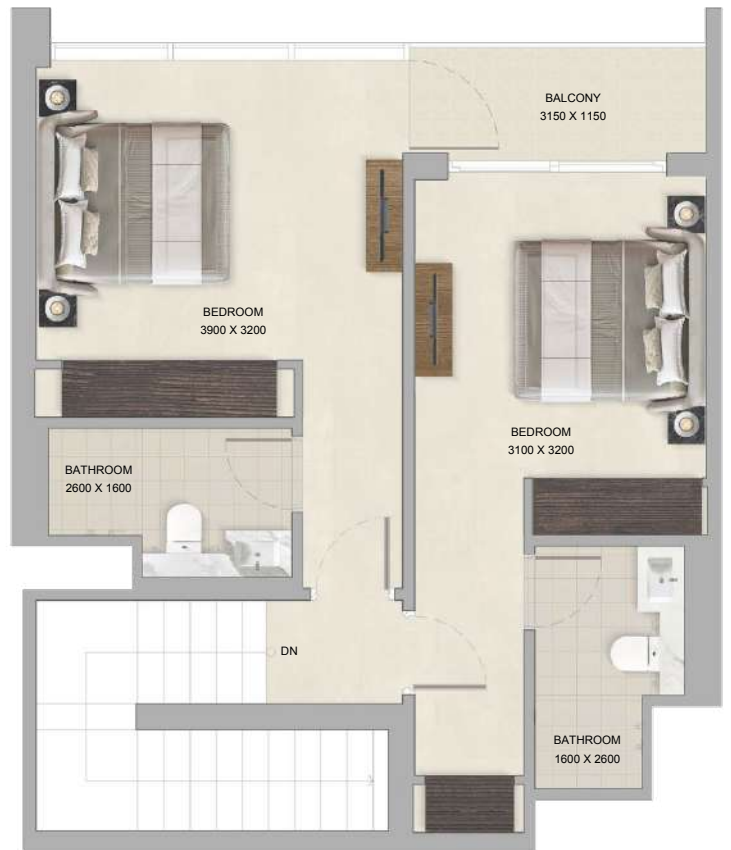 BALCONY
3150 X 1150
BEDROOM
3900 X 3200
BEDROOM
3100 X 3200
BATHROOM
2600 X 1600
DN
BATHROOM
1600 X 2600